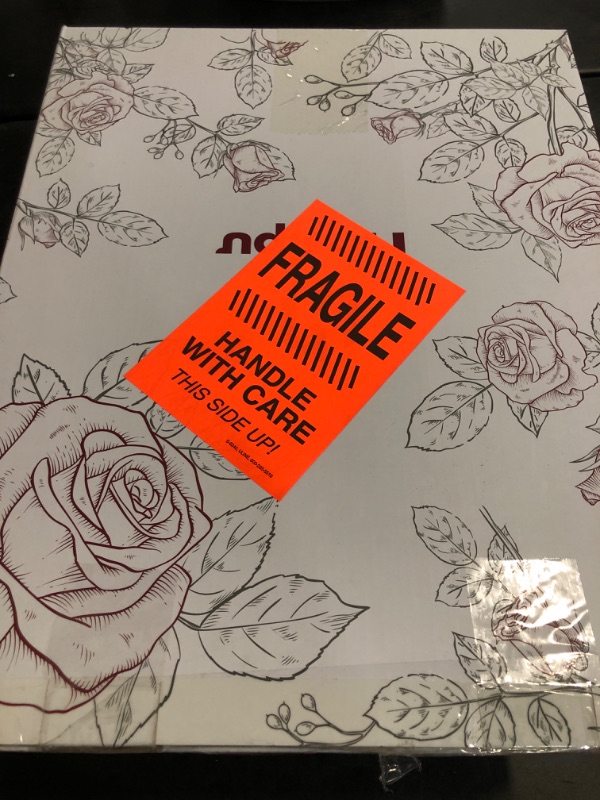 FRAGILE
HANDLE
WITH CARE
THIS SIDE UP!